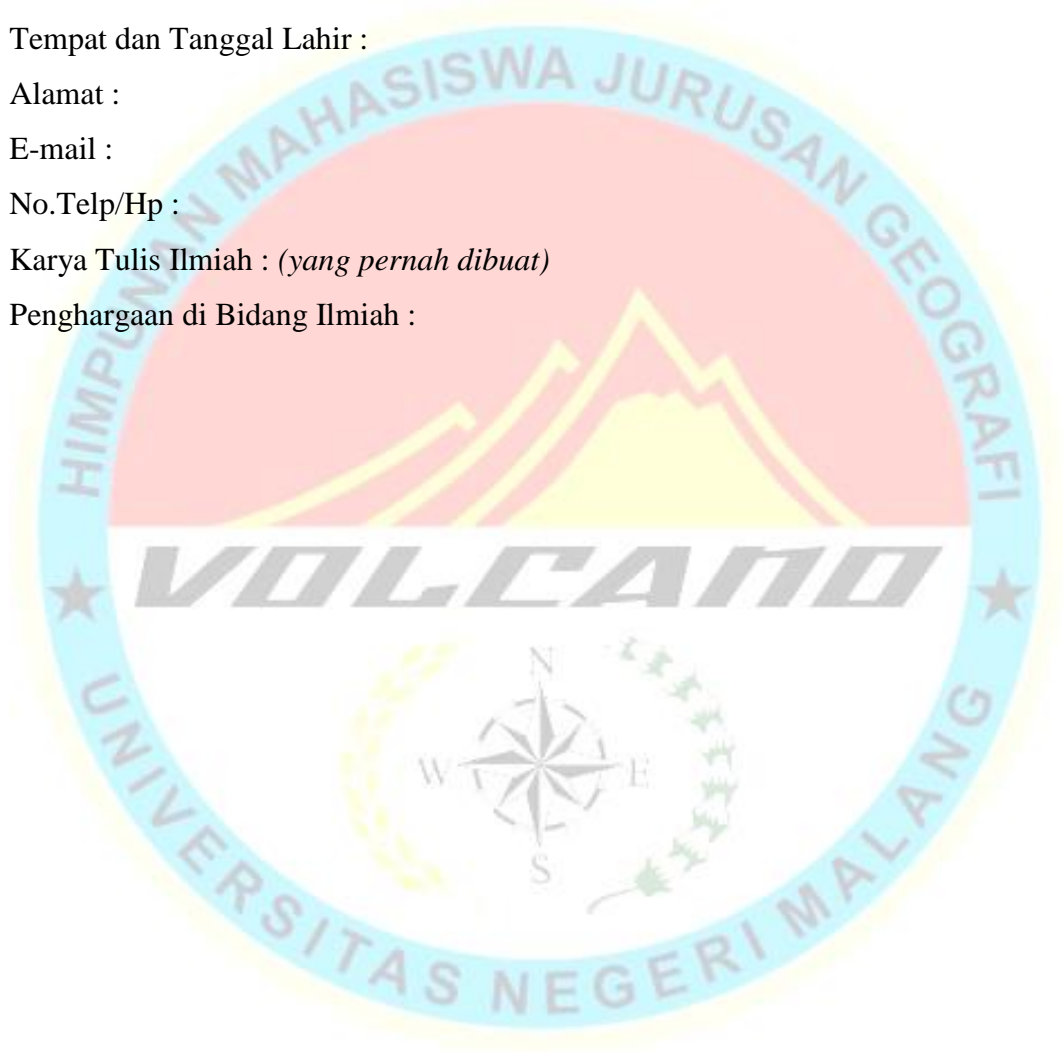 Tempat dan Tanggal Lahir :
Alamat :
E-mail :
No.Telp/Hp :
Karya Tulis Ilmiah : (yang pernah dibuat)
Penghargaan di Bidang Ilmiah :
HIMPUNAN MAHASISWA JURUSAN GEOGRAFI
VOLCANO
N
W E
S
UNIVERSITAS NEGERI MALANG